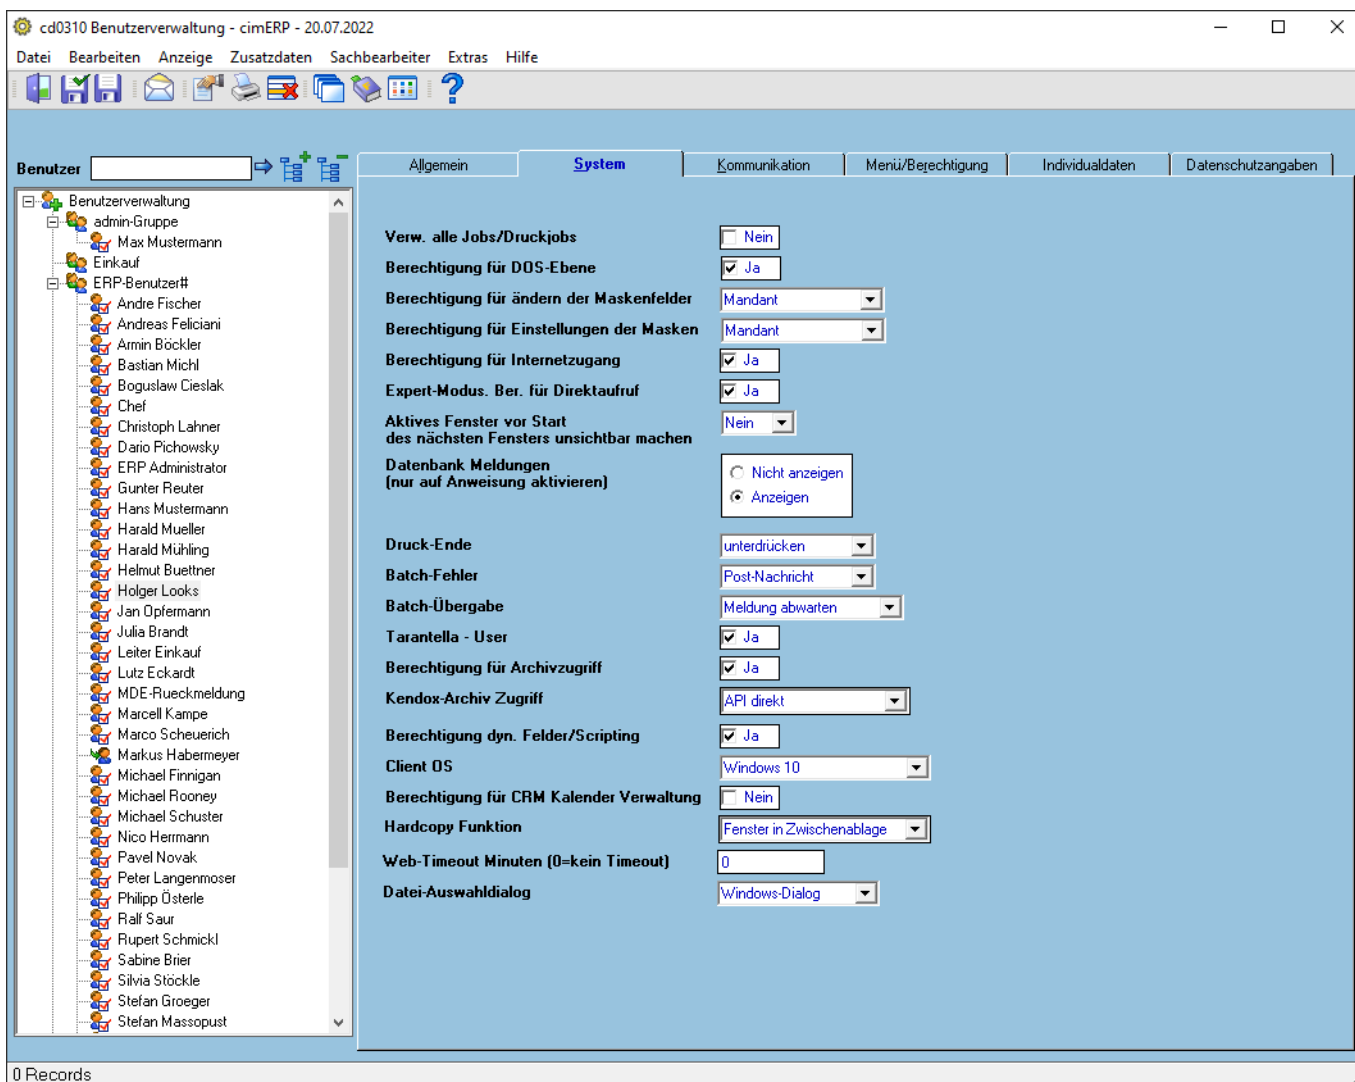 cd0310 Benutzerverwaltung - cimERP - 20.07.2022
Datei Bearbeiten Anzeige Zusatzdaten Sachbearbeiter Extras Hilfe
Benutzer
Allgemein System Kommunikation Menü/Berechtigung Individualdaten Datenschutzangaben
Benutzerverwaltung
admin-Gruppe
Max Mustermann
Einkauf
ERP-Benutzer#
Andre Fischer
Andreas Feliciani
Armin Böckler
Bastian Michl
Boguslaw Cieslak
Chef
Christoph Lahner
Dario Pichowsky
ERP Administrator
Gunter Reuter
Hans Mustermann
Harald Mueller
Harald Mühling
Helmut Buettner
Holger Looks
Jan Opfermann
Julia Brandt
Leiter Einkauf
Lutz Eckardt
MDE-Rueckmeldung
Marcell Kampe
Marco Scheuerich
Markus Habermeyer
Michael Finnigan
Michael Rooney
Michael Schuster
Nico Herrmann
Pavel Novak
Peter Langenmoser
Philipp Österle
Ralf Saur
Rupert Schmickl
Sabine Brier
Silvia Stöckle
Stefan Groeger
Stefan Massopust
Verw. alle Jobs/Druckjobs Nein
Berechtigung für DOS-Ebene Ja
Berechtigung für ändern der Maskenfelder Mandant
Berechtigung für Einstellungen der Masken Mandant
Berechtigung für Internetzugang Ja
Expert-Modus. Ber. für Direktaufruf Ja
Aktives Fenster vor Start Nein
des nächsten Fensters unsichtbar machen
Datenbank Meldungen Nicht anzeigen
(nur auf Anweisung aktivieren) Anzeigen
Druck-Ende unterdrücken
Batch-Fehler Post-Nachricht
Batch-Übergabe Meldung abwarten
Tarantella - User Ja
Berechtigung für Archivzugriff Ja
Kendox-Archiv Zugriff API direkt
Berechtigung dyn. Felder/Scripting Ja
Client OS Windows 10
Berechtigung für CRM Kalender Verwaltung Nein
Hardcopy Funktion Fenster in Zwischenablage
Web-Timeout Minuten (0=kein Timeout) 0
Datei-Auswahldialog Windows-Dialog
0 Records